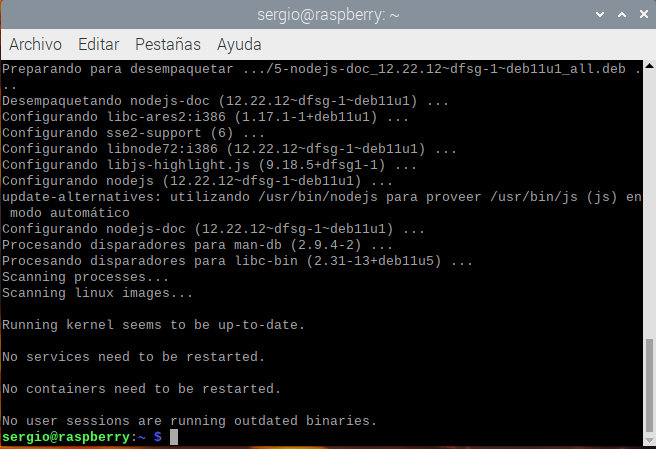 sergio@raspberry: ~
Archivo Editar Pestañas Ayuda
Preparando para desempaquetar .../5-nodejs-doc_12.22.12~dfsg-1~deb11u1_all.deb .
..
Desempaquetando nodejs-doc (12.22.12~dfsg-1~deb11u1) ...
Configurando libc-ares2:i386 (1.17.1-1+deb11u1) ...
Configurando sse2-support (6) ...
Configurando libnode72:i386 (12.22.12~dfsg-1~deb11u1) ...
Configurando libjs-highlight.js (9.18.5+dfsg1-1) ...
Configurando nodejs (12.22.12~dfsg-1~deb11u1) ...
update-alternatives: utilizando /usr/bin/nodejs para proveer /usr/bin/js (js) en
modo automático
Configurando nodejs-doc (12.22.12~dfsg-1~deb11u1) ...
Procesando disparadores para man-db (2.9.4-2) ...
Procesando disparadores para libc-bin (2.31-13+deb11u5) ...
Scanning processes...
Scanning linux images...
Running kernel seems to be up-to-date.
No services need to be restarted.
No containers need to be restarted.
No user sessions are running outdated binaries.
sergio@raspberry:~ $